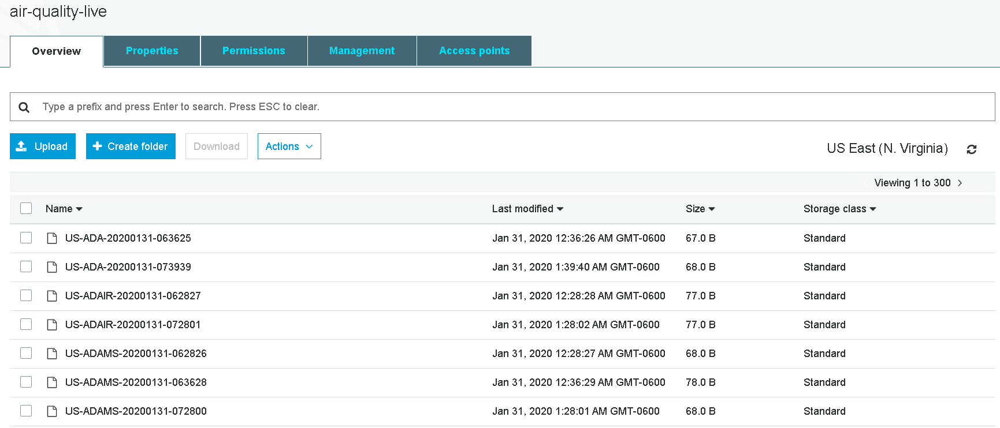 air-quality-live
Overview Properties Permissions Management Access points
Type a prefix and press Enter to search. Press ESC to clear.
Upload Create folder Download Actions US East (N. Virginia)
Viewing 1 to 300
Name Last modified Size Storage class
US-ADA-20200131-063625 Jan 31, 2020 12:36:26 AM GMT-0600 67.0 B Standard
US-ADA-20200131-073939 Jan 31, 2020 1:39:40 AM GMT-0600 68.0 B Standard
US-ADAIR-20200131-062827 Jan 31, 2020 12:28:28 AM GMT-0600 77.0 B Standard
US-ADAIR-20200131-072801 Jan 31, 2020 1:28:02 AM GMT-0600 77.0 B Standard
US-ADAMS-20200131-062826 Jan 31, 2020 12:28:27 AM GMT-0600 68.0 B Standard
US-ADAMS-20200131-063628 Jan 31, 2020 12:36:29 AM GMT-0600 78.0 B Standard
US-ADAMS-20200131-072800 Jan 31, 2020 1:28:01 AM GMT-0600 68.0 B Standard